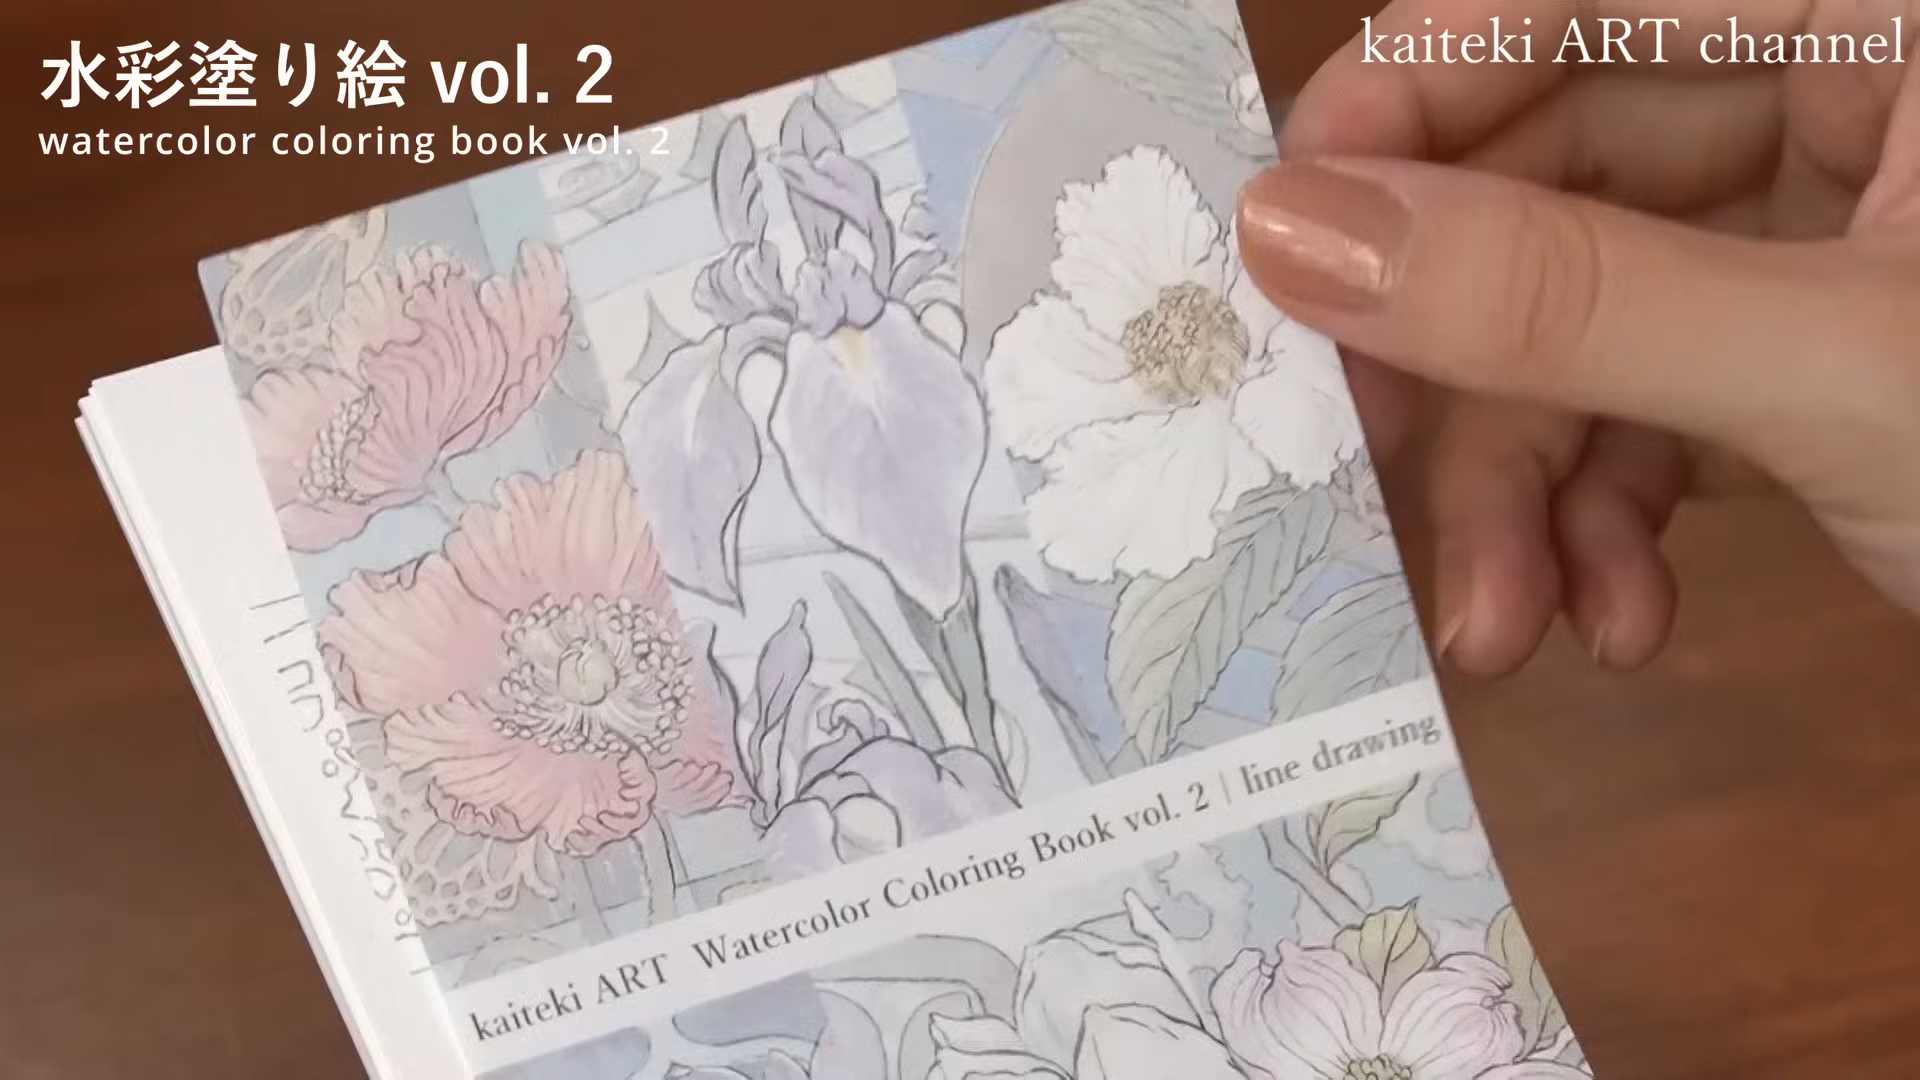 水彩塗り絵 vol. 2
watercolor coloring book vol. 2
kaiteki ART channel
kaiteki ART Watercolor Coloring Book vol. 2 | line drawing